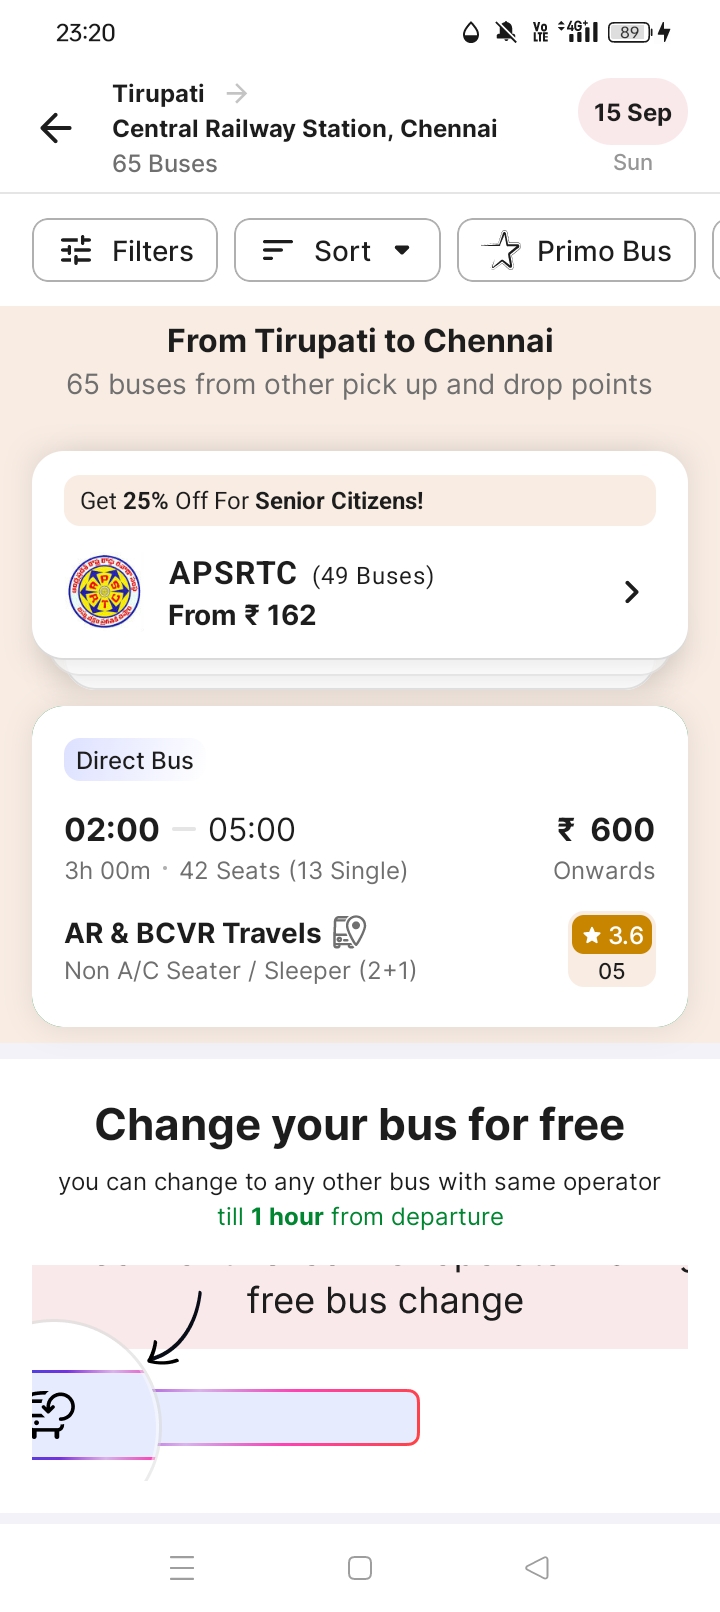 23:20
Vo LTE 4G+ 89
Tirupati
Central Railway Station, Chennai
65 Buses
15 Sep
Sun
Filters
Sort
Primo Bus
From Tirupati to Chennai
65 buses from other pick up and drop points
Get 25% Off For Senior Citizens!
APSRTC (49 Buses)
From ₹ 162
Direct Bus
02:00 — 05:00
₹ 600
3h 00m · 42 Seats (13 Single)
Onwards
AR & BCVR Travels
3.6
Non A/C Seater / Sleeper (2+1)
05
Change your bus for free
you can change to any other bus with same operator
till 1 hour from departure
free bus change